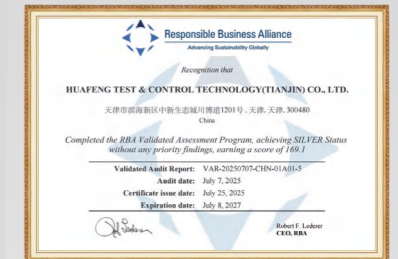 Responsible Business Alliance
Advancing Sustainability Globally
Recognition that
HUAFENG TEST & CONTROL TECHNOLOGY(TIANJIN) CO., LTD.
天津市滨海新区中新生态城川博道1201号 , 天津, 天津, 300480
China
Completed the RBA Validated Assessment Program, achieving SILVER Status
without any priority findings, earning a score of 169.1
Validated Audit Report: VAR-20250707-CHN-01A01-5
Audit date: July 7, 2025
Certificate issue date: July 25, 2025
Expiration date: July 8, 2027
Robert F. Lederer
CEO, RBA